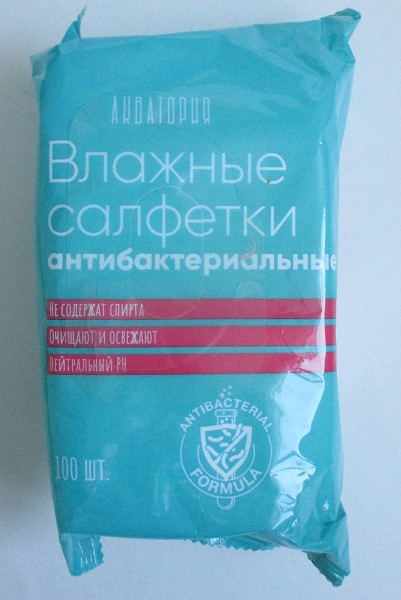 АКВАТОРИЯ
Влажные
салфетки
антибактериальные
НЕ СОДЕРЖАТ СПИРТА
ОЧИЩАЮТ И ОСВЕЖАЮТ
НЕЙТРАЛЬНЫЙ PH
ANTIBACTERIAL
FORMULA
100 ШТ.